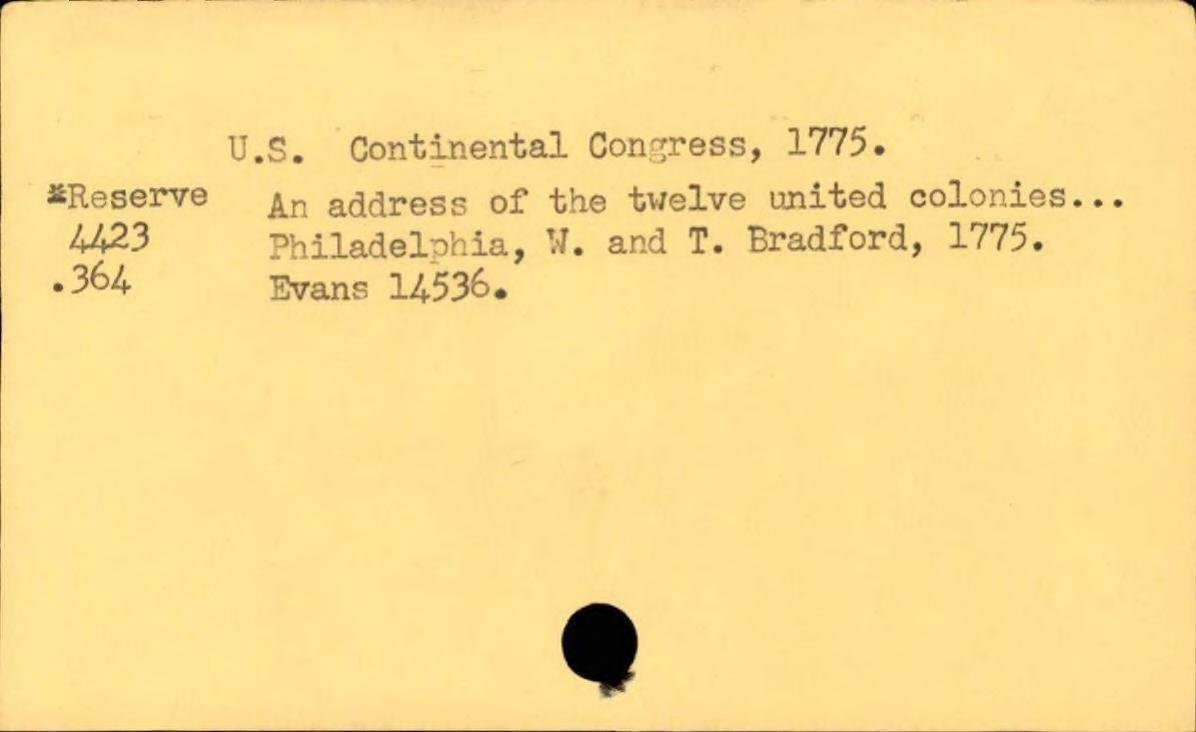 U.S. Continental Congress, 1775.
*Reserve An address of the twelve united colonies...
4423 Philadelphia, W. and T. Bradford, 1775.
.364 Evans 14536.